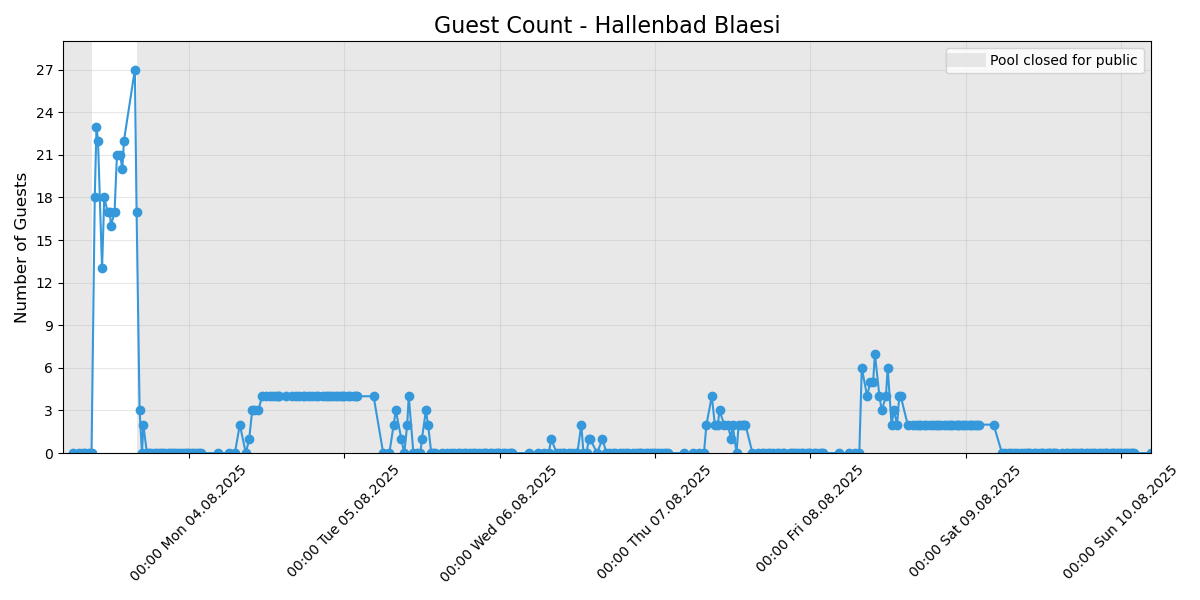 Guest Count - Hallenbad Blaesi
Pool closed for public
Number of Guests
27
24
21
18
15
12
9
6
3
0
00:00 Mon 04.08.2025
00:00 Tue 05.08.2025
00:00 Wed 06.08.2025
00:00 Thu 07.08.2025
00:00 Fri 08.08.2025
00:00 Sat 09.08.2025
00:00 Sun 10.08.2025